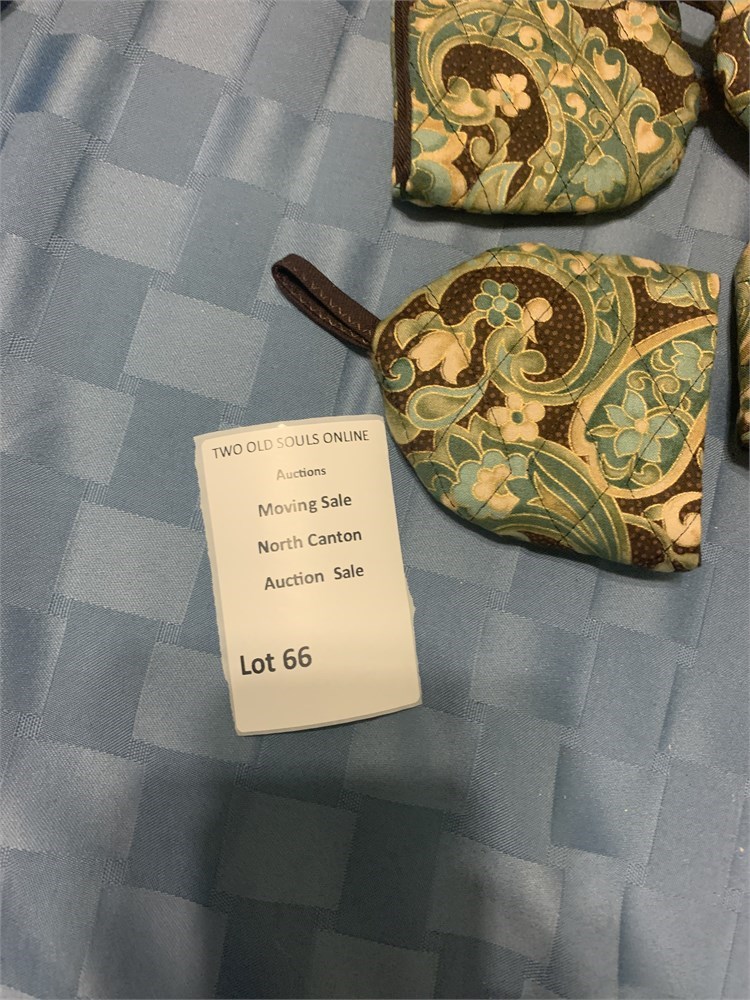 TWO OLD SOULS ONLINE
Auctions
Moving Sale
North Canton
Auction Sale
Lot 66